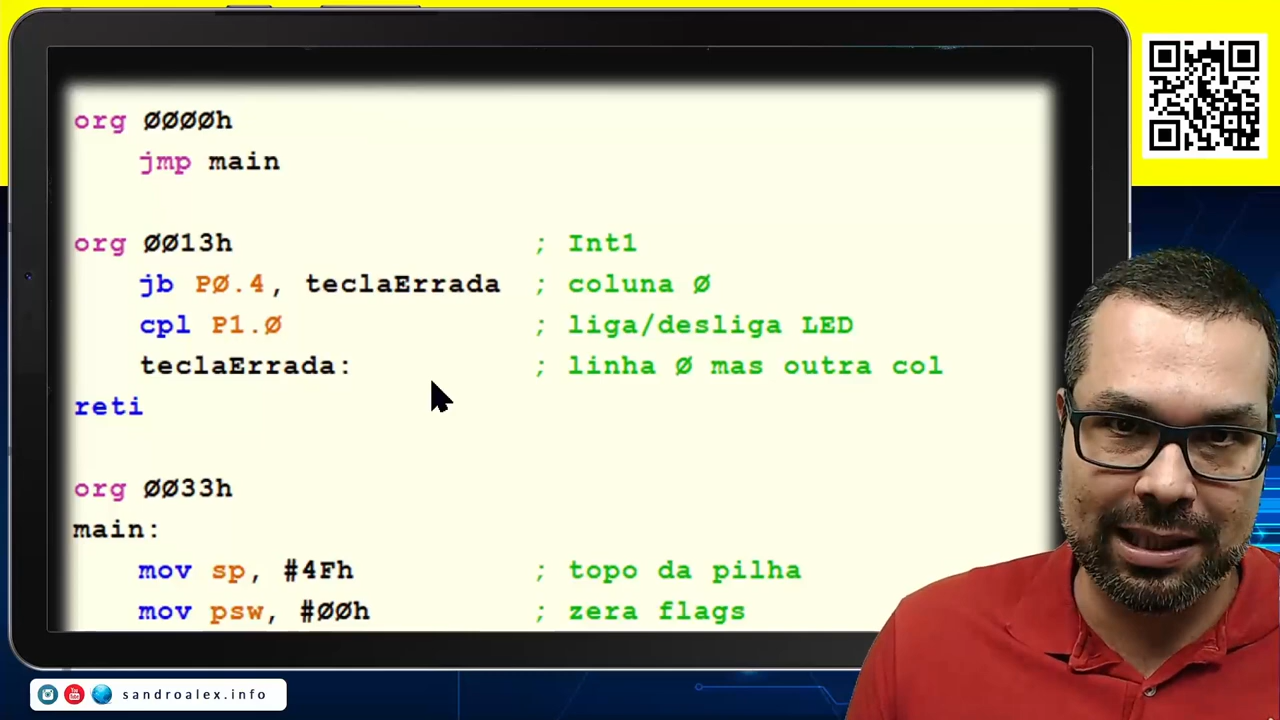 org 0000h
jmp main
org 0013h ; Int1
jb P0.4, teclaErrada ; coluna 0
cpl P1.0 ; liga/desliga LED
teclaErrada: ; linha 0 mas outra col
reti
org 0033h
main:
mov sp, #4Fh ; topo da pilha
mov psw, #00h ; zera flags
sandroalex.info